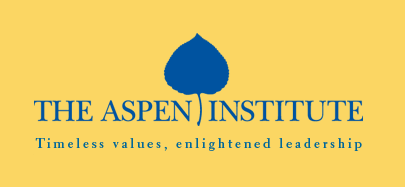 THE ASPEN INSTITUTE
Timeless values, enlightened leadership